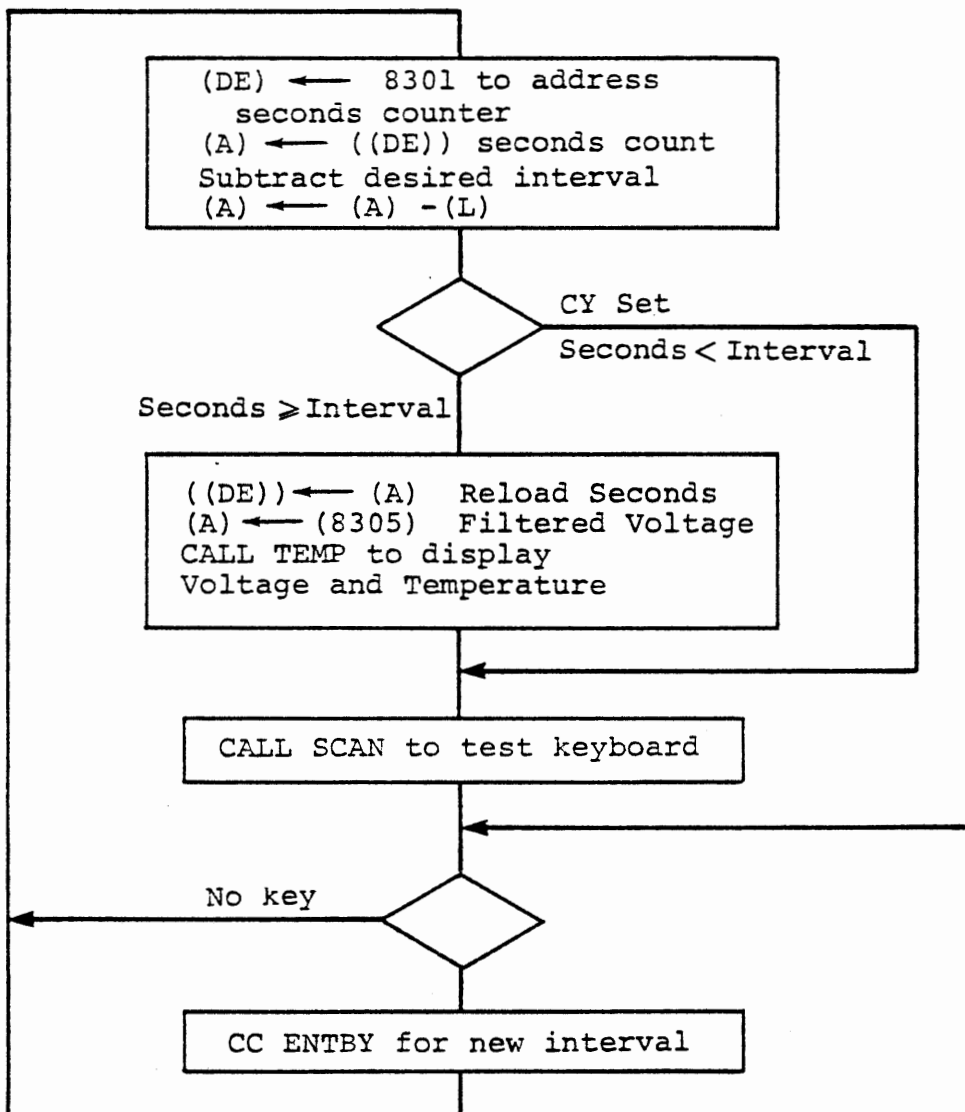 (DE) ← 8301 to address
seconds counter
(A) ← ((DE)) seconds count
Subtract desired interval
(A) ← (A) -(L)
CY Set
Seconds < Interval
Seconds ⩾ Interval
((DE)) ← (A) Reload Seconds
(A) ← (8305) Filtered Voltage
CALL TEMP to display
Voltage and Temperature
CALL SCAN to test keyboard
No key
CC ENTBY for new interval